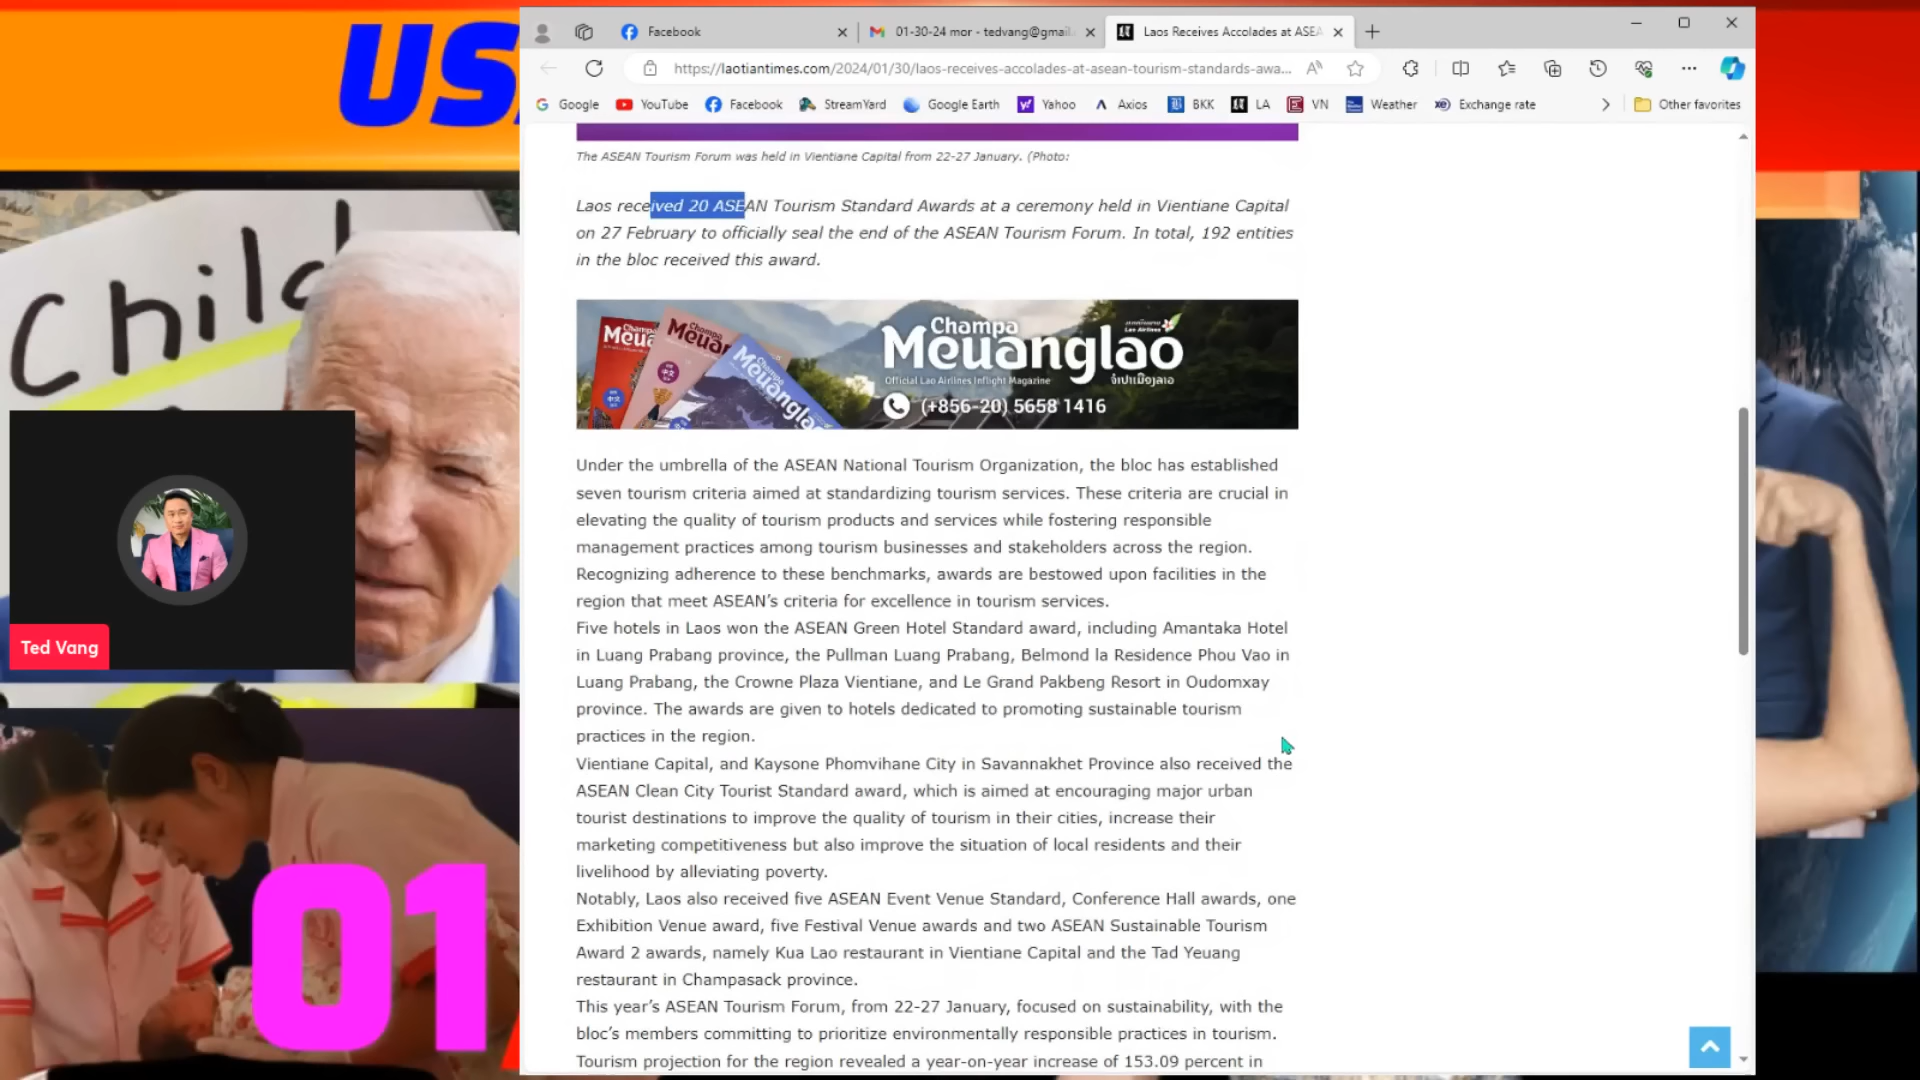 US
Child
Ted Vang
01
Facebook
01-30-24 mor - tedvang@gmail.
Laos Receives Accolades at ASEA
https://laotiantimes.com/2024/01/30/laos-receives-accolades-at-asean-tourism-standards-awa...
Google YouTube Facebook StreamYard Google Earth Yahoo Axios BKK LA VN Weather Exchange rate Other favorites
The ASEAN Tourism Forum was held in Vientiane Capital from 22-27 January. (Photo:
Laos received 20 ASEAN Tourism Standard Awards at a ceremony held in Vientiane Capital
on 27 February to officially seal the end of the ASEAN Tourism Forum. In total, 192 entities
in the bloc received this award.
Champa
Meuanglao
Official Lao Airlines Inflight Magazine
ຈຳປາເມືອງລາວ
(+856-20) 5658 1416
Under the umbrella of the ASEAN National Tourism Organization, the bloc has established
seven tourism criteria aimed at standardizing tourism services. These criteria are crucial in
elevating the quality of tourism products and services while fostering responsible
management practices among tourism businesses and stakeholders across the region.
Recognizing adherence to these benchmarks, awards are bestowed upon facilities in the
region that meet ASEAN’s criteria for excellence in tourism services.
Five hotels in Laos won the ASEAN Green Hotel Standard award, including Amantaka Hotel
in Luang Prabang province, the Pullman Luang Prabang, Belmond la Residence Phou Vao in
Luang Prabang, the Crowne Plaza Vientiane, and Le Grand Pakbeng Resort in Oudomxay
province. The awards are given to hotels dedicated to promoting sustainable tourism
practices in the region.
Vientiane Capital, and Kaysone Phomvihane City in Savannakhet Province also received the
ASEAN Clean City Tourist Standard award, which is aimed at encouraging major urban
tourist destinations to improve the quality of tourism in their cities, increase their
marketing competitiveness but also improve the situation of local residents and their
livelihood by alleviating poverty.
Notably, Laos also received five ASEAN Event Venue Standard, Conference Hall awards, one
Exhibition Venue award, five Festival Venue awards and two ASEAN Sustainable Tourism
Award 2 awards, namely Kua Lao restaurant in Vientiane Capital and the Tad Yeuang
restaurant in Champasack province.
This year’s ASEAN Tourism Forum, from 22-27 January, focused on sustainability, with the
bloc’s members committing to prioritize environmentally responsible practices in tourism.
Tourism projection for the region revealed a year-on-year increase of 153.09 percent in